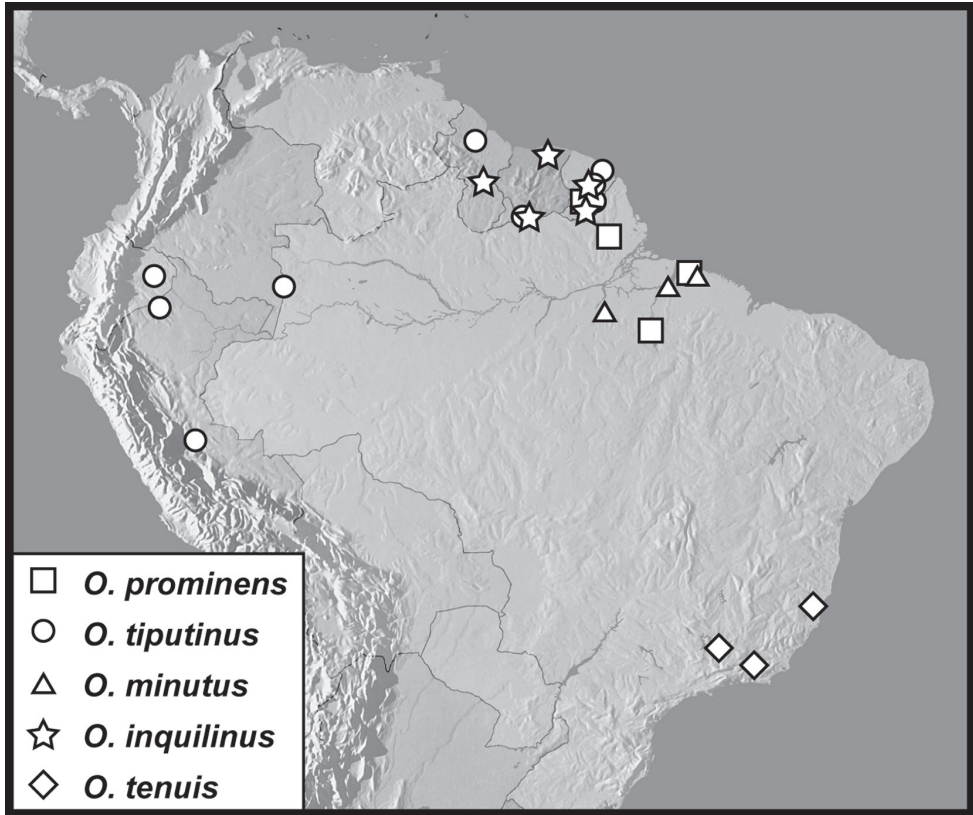 O. prominens
O. tiputinus
O. minutus
O. inquilinus
O. tenuis